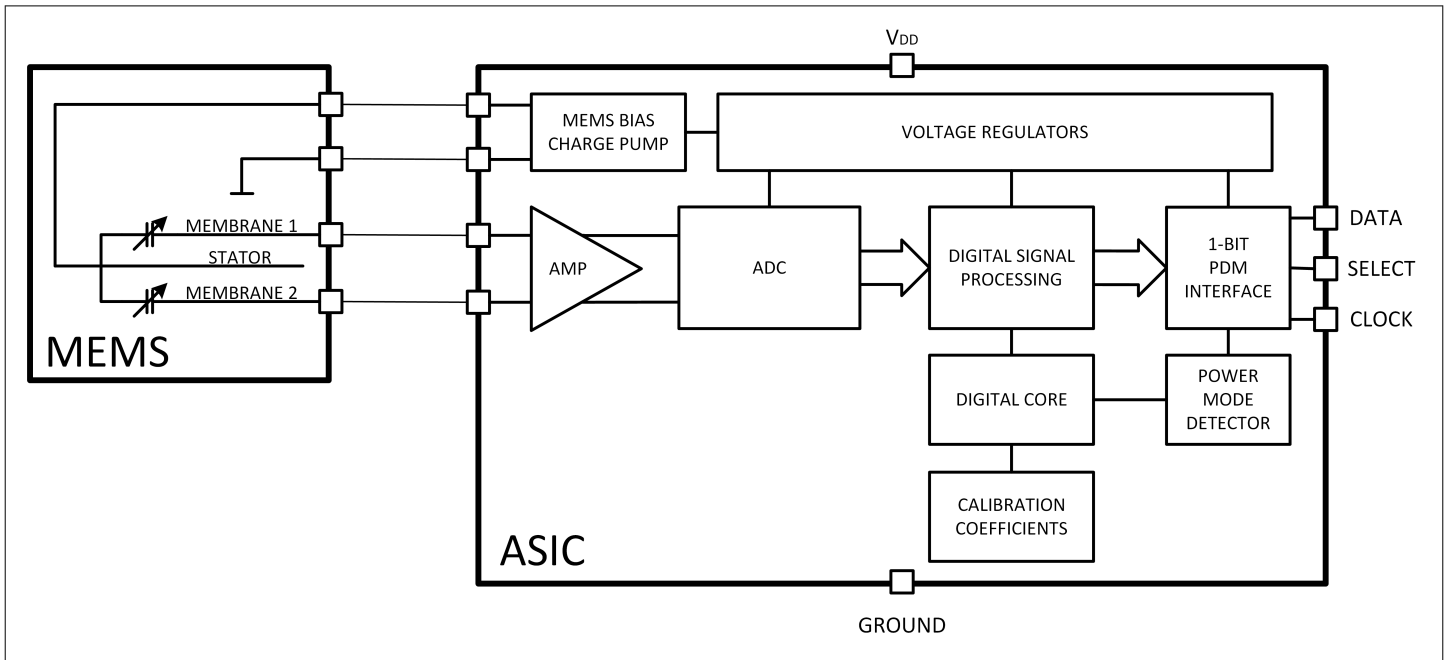 VDD
MEMS BIAS
CHARGE PUMP
VOLTAGE REGULATORS
MEMBRANE 1
STATOR
MEMBRANE 2
MEMS
AMP
ADC
DIGITAL SIGNAL
PROCESSING
1-BIT
PDM
INTERFACE
DATA
SELECT
CLOCK
DIGITAL CORE
POWER
MODE
DETECTOR
CALIBRATION
COEFFICIENTS
ASIC
GROUND